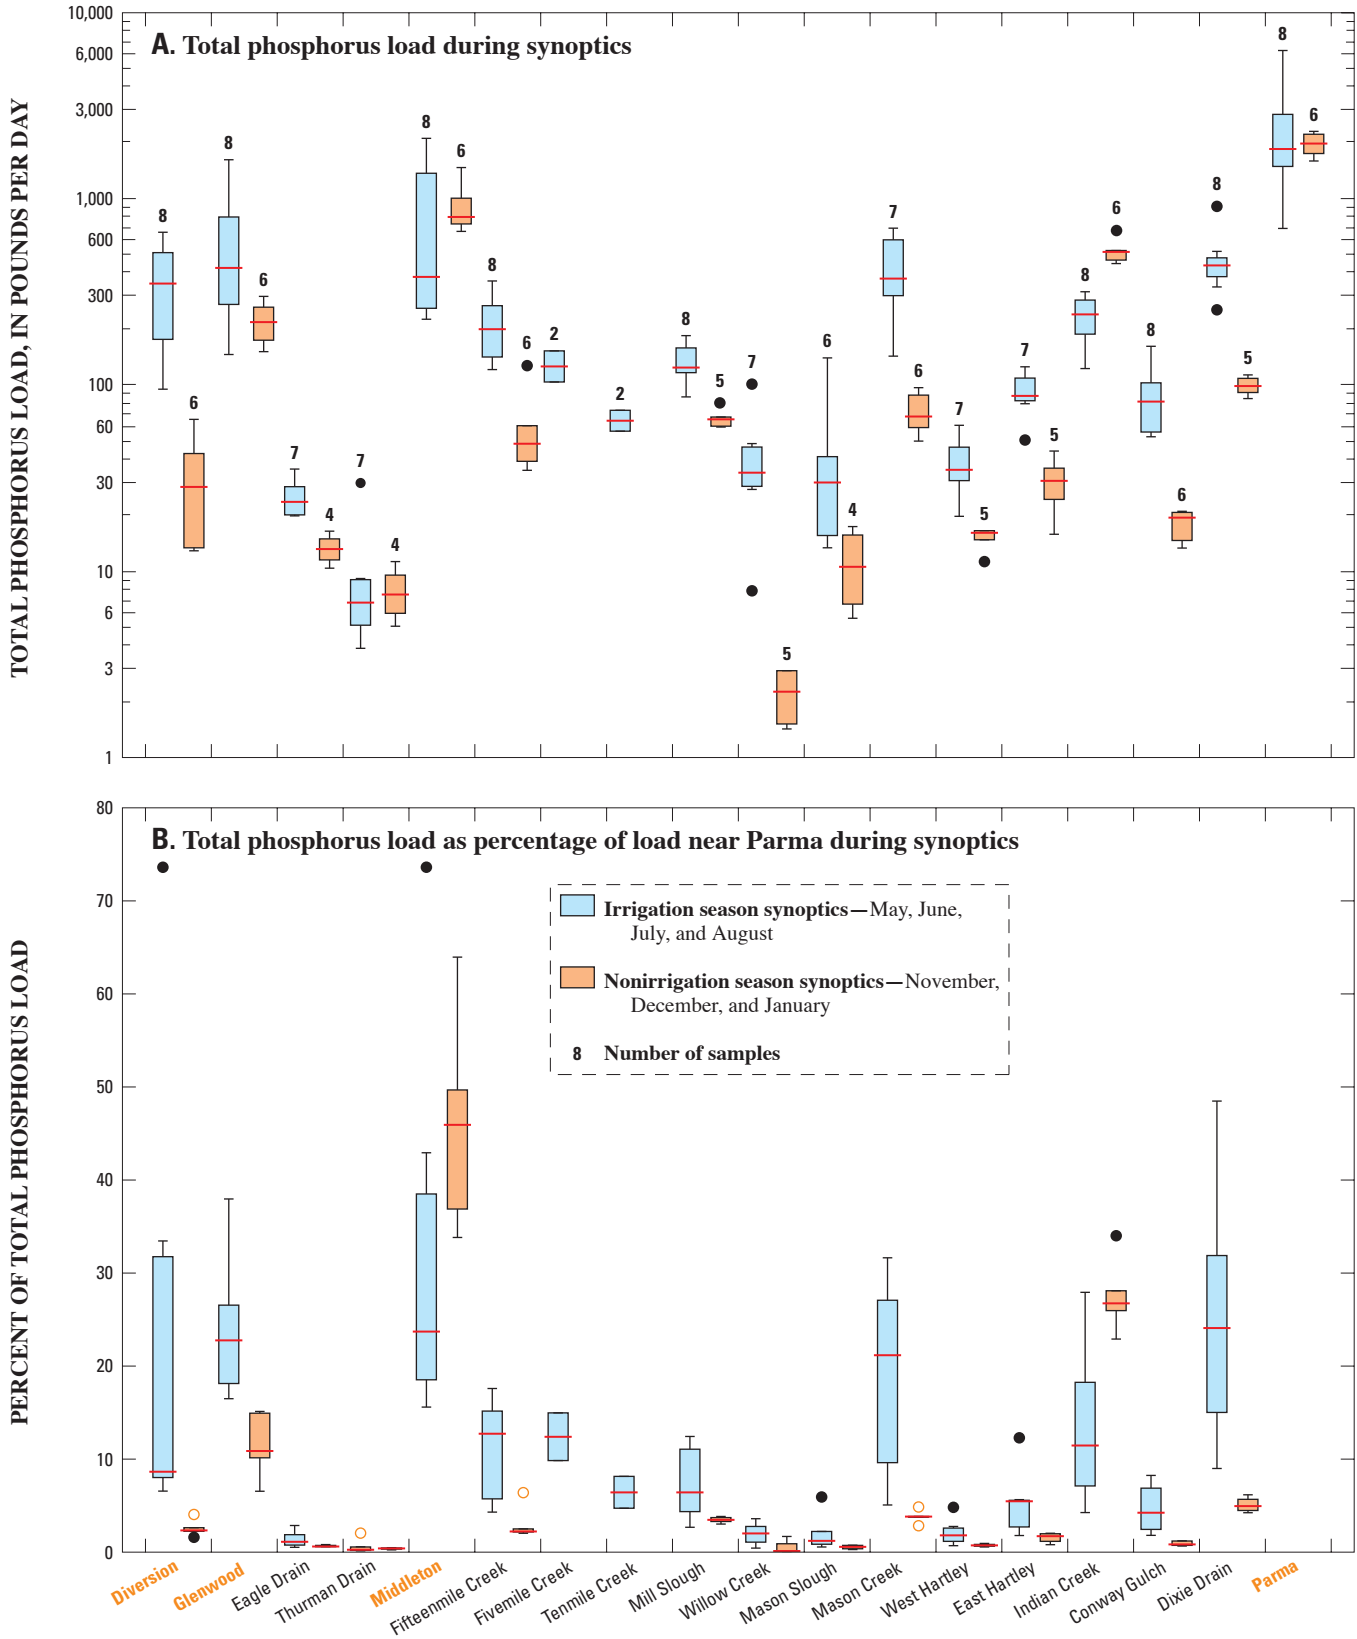 A. Total phosphorus load during synoptics
TOTAL PHOSPHORUS LOAD, IN POUNDS PER DAY
10,000
6,000
3,000
1,000
600
300
100
60
30
10
6
3
1
8
6
8
6
7
4
7
4
8
6
8
6
2
2
8
5
7
5
6
4
7
6
7
5
7
5
8
6
8
6
8
5
8
6
B. Total phosphorus load as percentage of load near Parma during synoptics
PERCENT OF TOTAL PHOSPHORUS LOAD
80
70
60
50
40
30
20
10
0
Irrigation season synoptics—May, June,
July, and August
Nonirrigation season synoptics—November,
December, and January
8 Number of samples
Diversion
Glenwood
Eagle Drain
Thurman Drain
Middleton
Fifteenmile Creek
Fivemile Creek
Tenmile Creek
Mill Slough
Willow Creek
Mason Slough
Mason Creek
West Hartley
East Hartley
Indian Creek
Conway Gulch
Dixie Drain
Parma